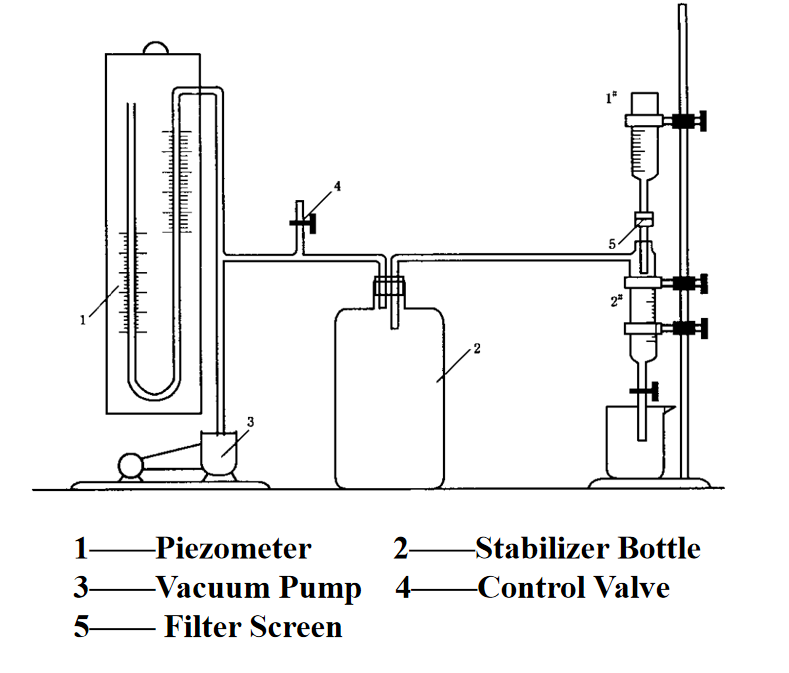 1#
4
5
2#
1
2
3
1——Piezometer 2——Stabilizer Bottle
3——Vacuum Pump 4——Control Valve
5—— Filter Screen